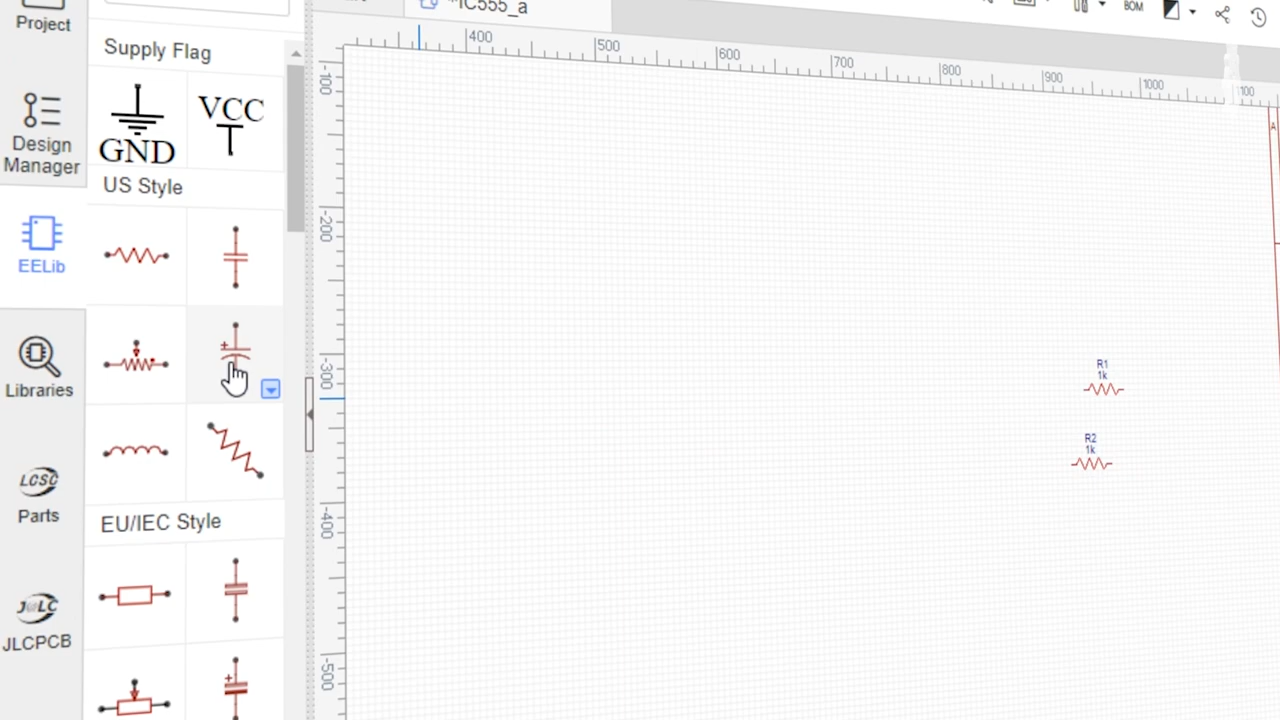 Project
Design
Manager
EELib
Libraries
LCSC
Parts
JLCPCB
Supply Flag
GND
VCC
US Style
EU/IEC Style
*IC555_a
BOM
400
500
600
700
800
900
1000
-100
-200
-300
-400
-500
A
R1
1k
R2
1k